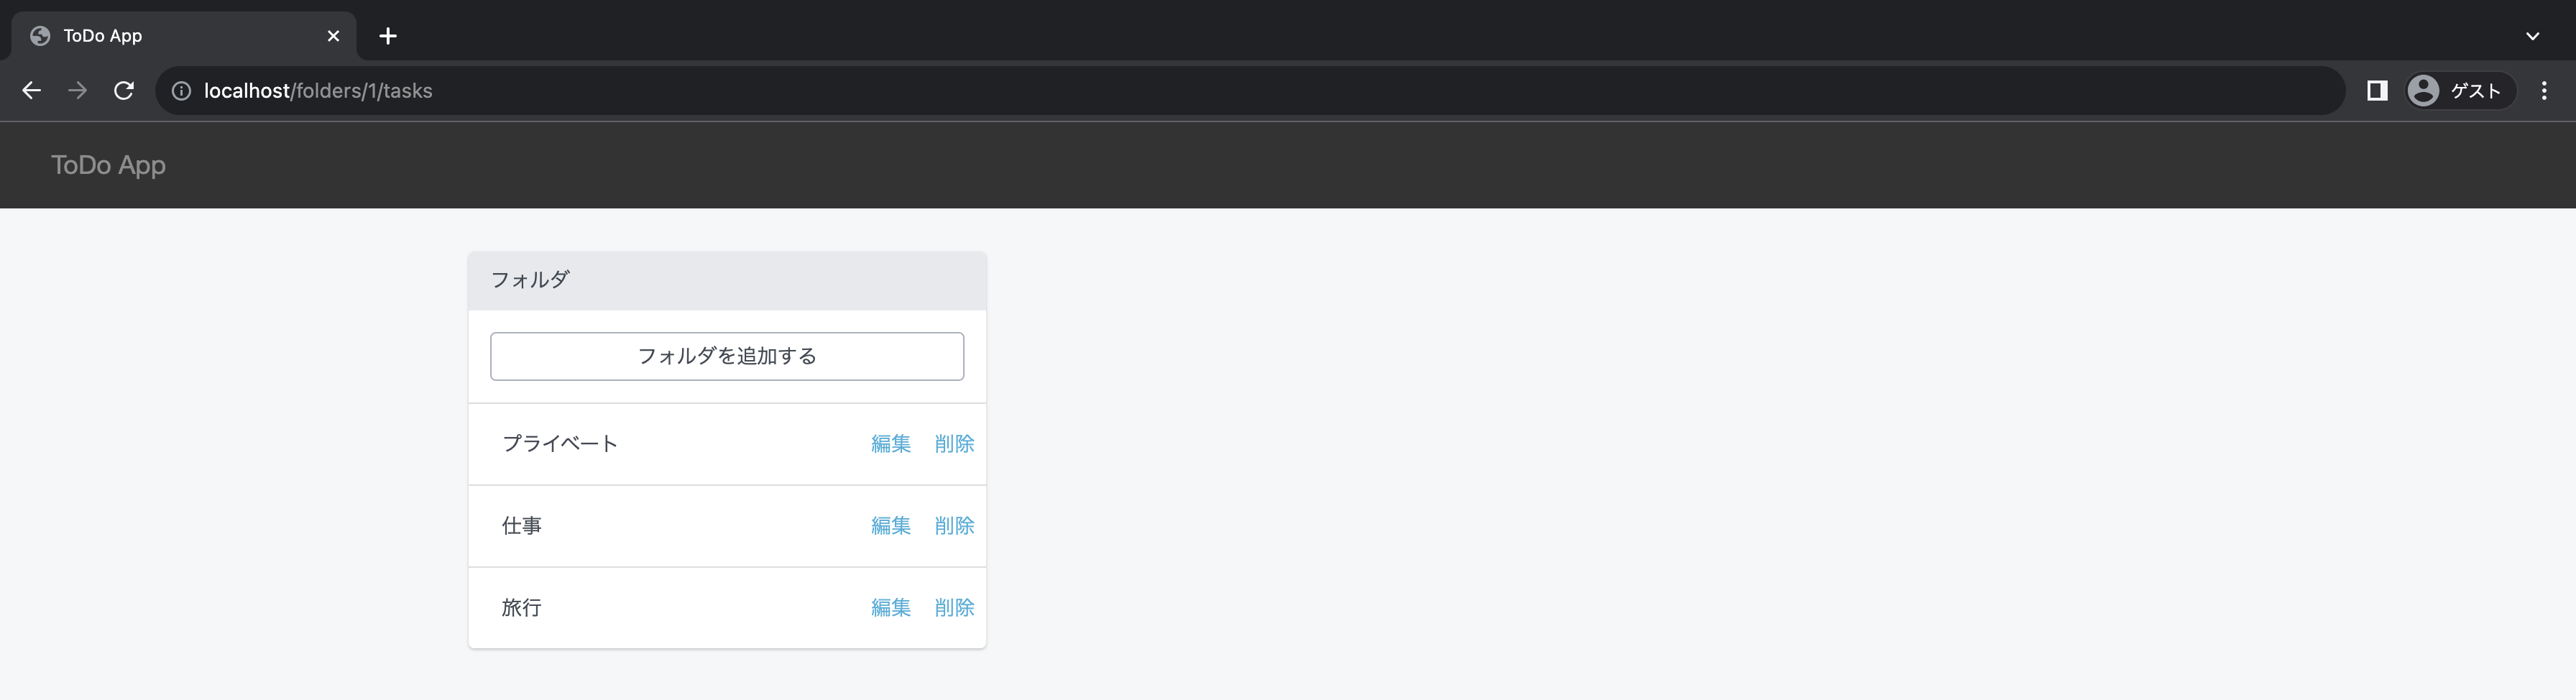 ToDo App
localhost/folders/1/tasks
ゲスト
ToDo App
フォルダ
フォルダを追加する
プライベート 編集 削除
仕事 編集 削除
旅行 編集 削除